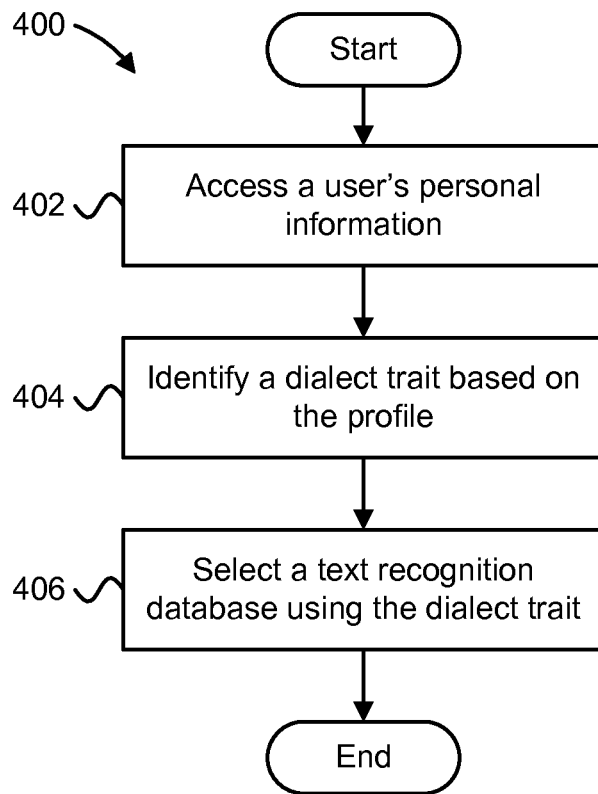 400
Start
402
Access a user's personal
information
404
Identify a dialect trait based on
the profile
406
Select a text recognition
database using the dialect trait
End